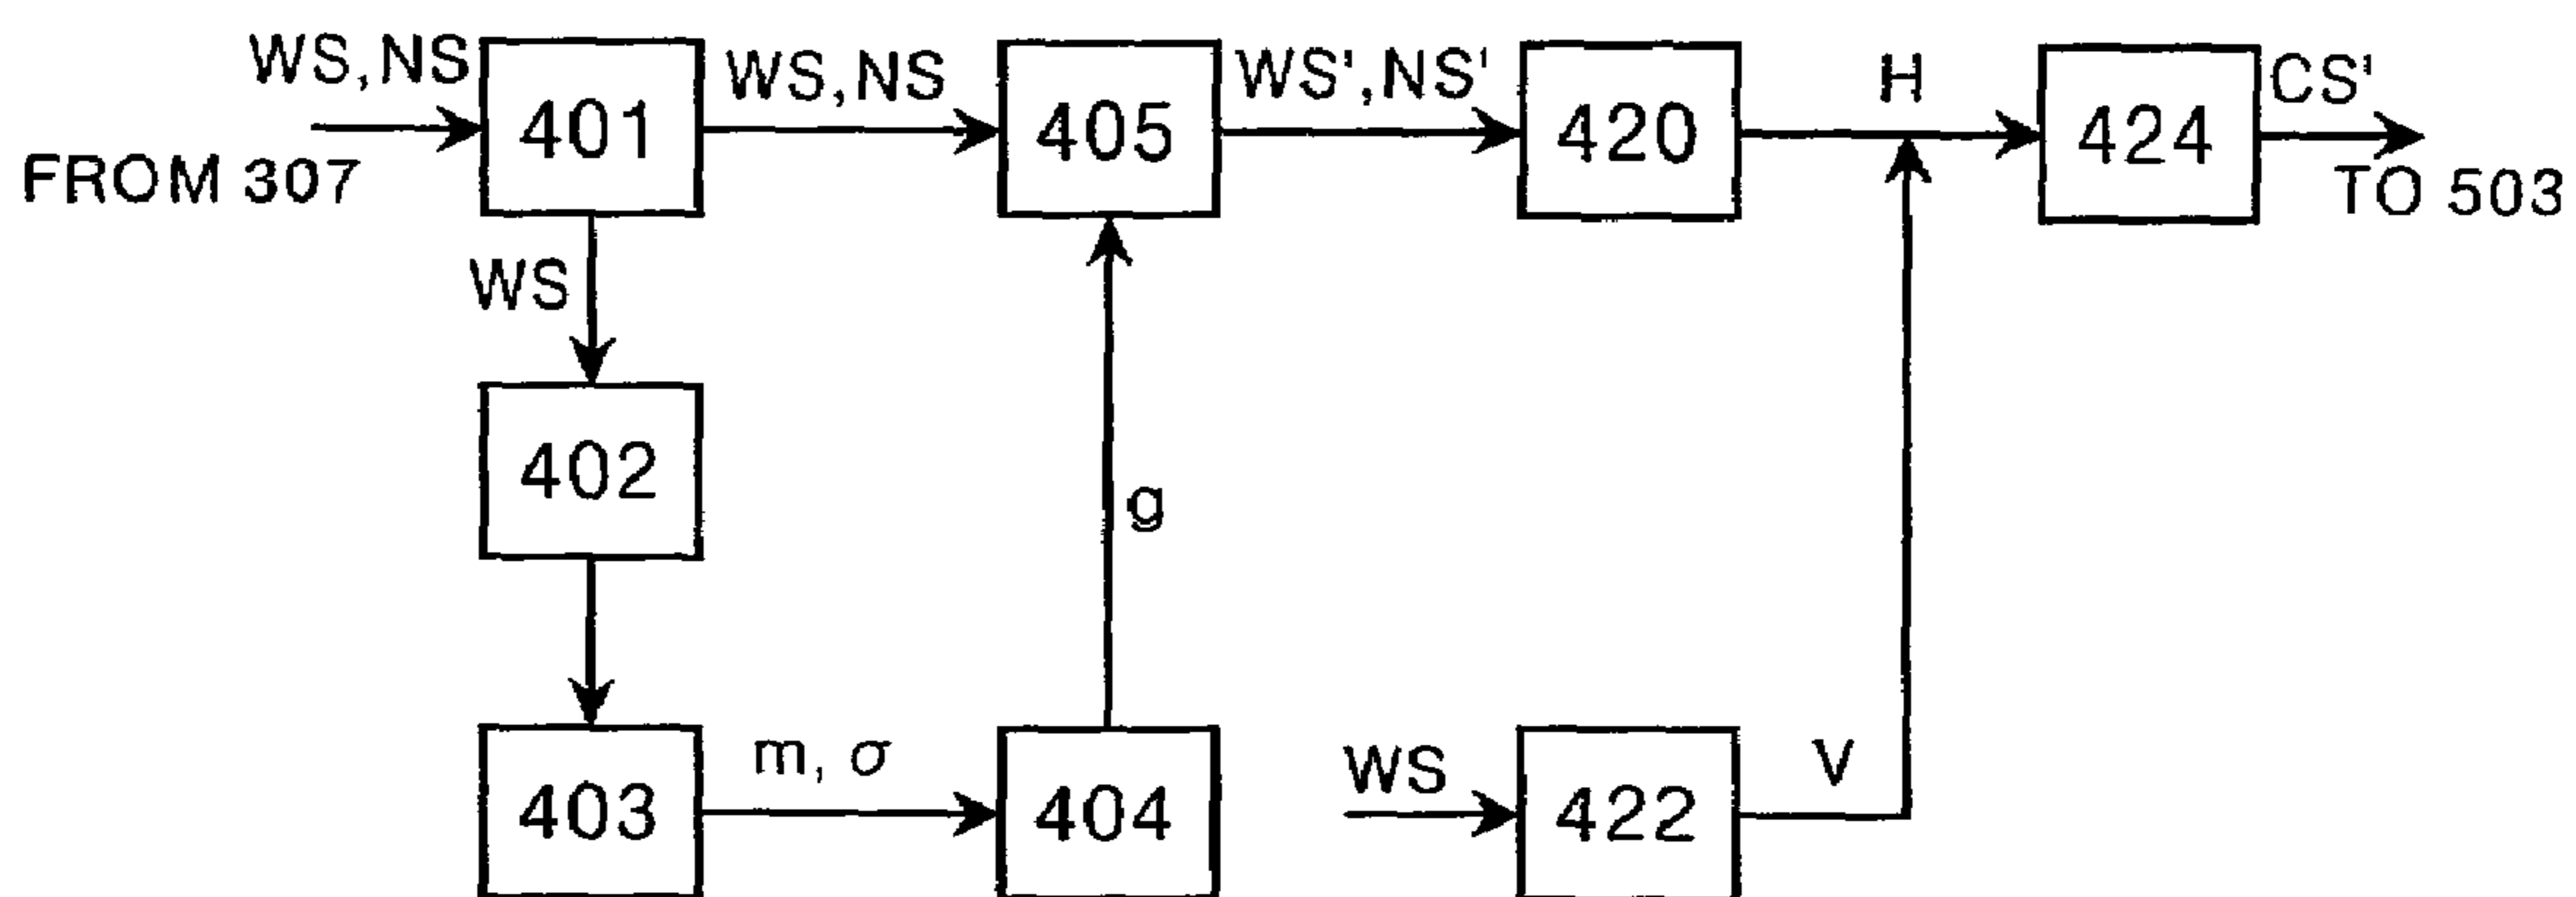 WS,NS
401
WS,NS
405
WS',NS'
420
H
424
CS'
FROM 307
TO 503
WS
402
g
403
m, σ
404
WS
422
V